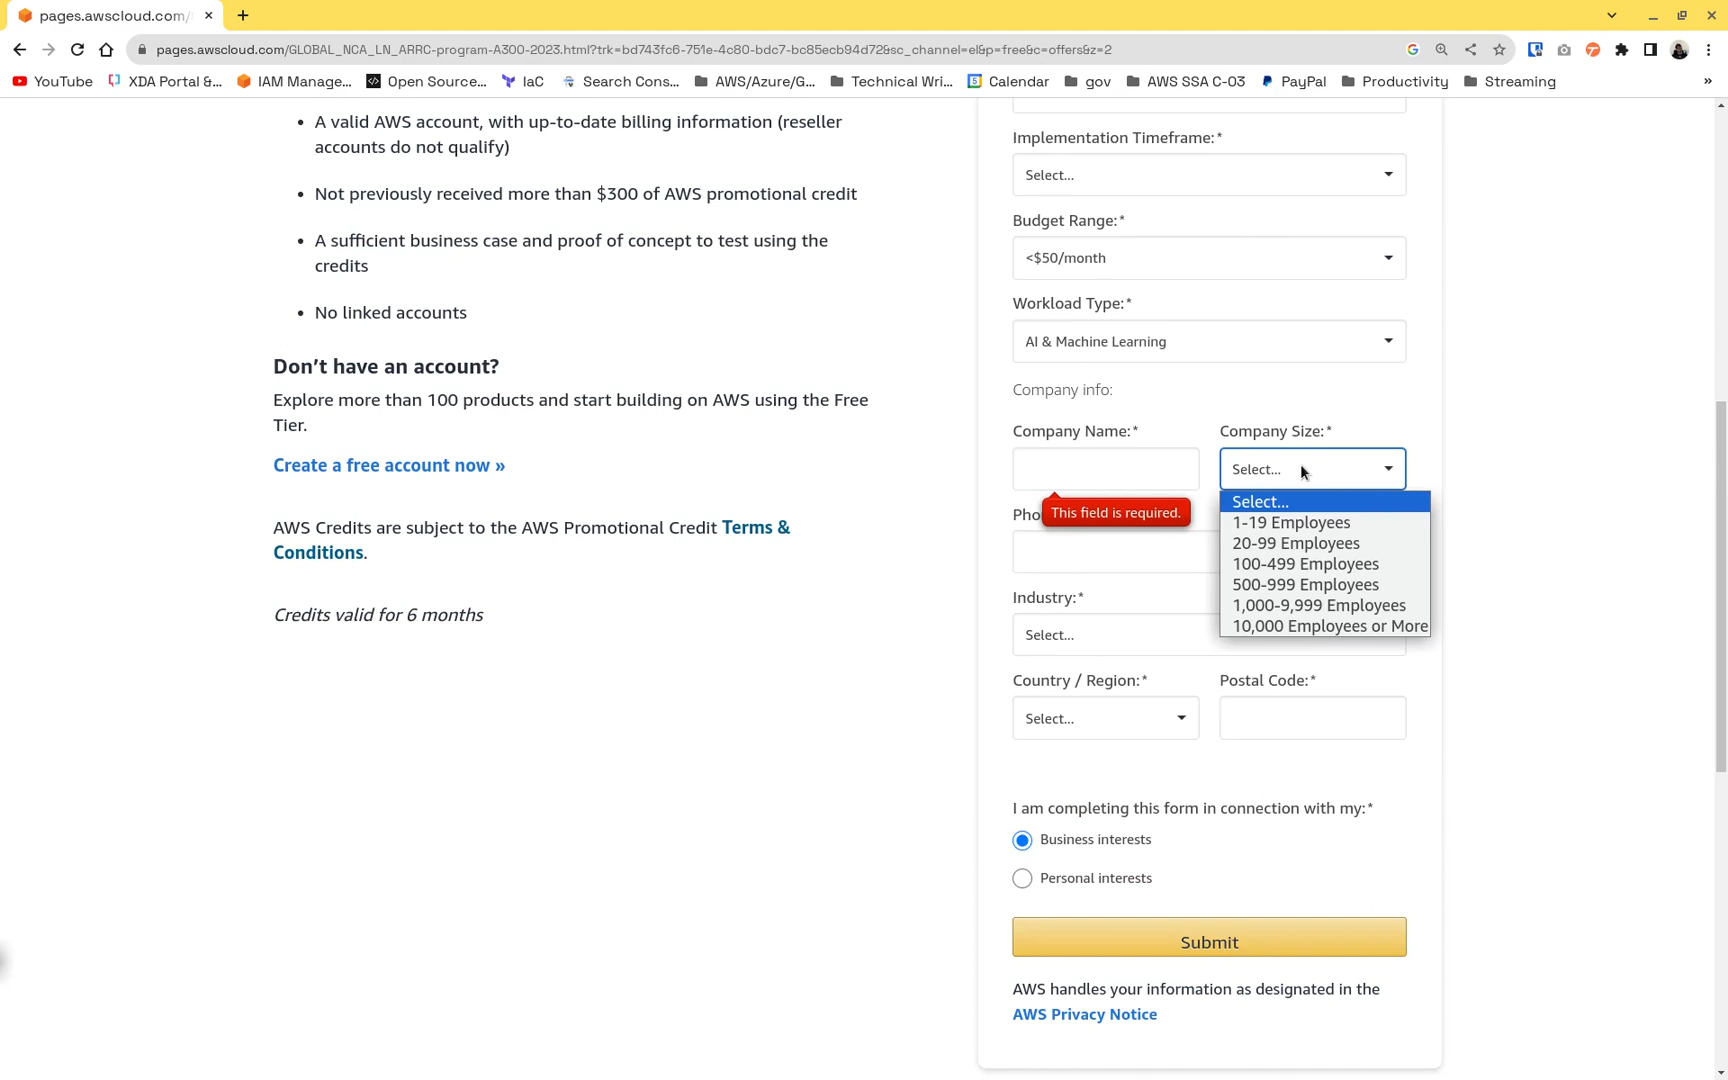 pages.awscloud.com/
pages.awscloud.com/GLOBAL_NCA_LN_ARRC-program-A300-2023.html?trk=bd743fc6-751e-4c80-bdc7-bc85ecb94d72&sc_channel=el&p=free&c=offers&z=2
YouTube XDA Portal &... IAM Manage... Open Source... IaC Search Cons... AWS/Azure/G... Technical Wri... Calendar gov AWS SSA C-03 PayPal Productivity Streaming »
• A valid AWS account, with up-to-date billing information (reseller
accounts do not qualify)
• Not previously received more than $300 of AWS promotional credit
• A sufficient business case and proof of concept to test using the
credits
• No linked accounts
Don’t have an account?
Explore more than 100 products and start building on AWS using the Free
Tier.
Create a free account now »
AWS Credits are subject to the AWS Promotional Credit Terms &
Conditions.
Credits valid for 6 months
Implementation Timeframe:*
Select...
Budget Range:*
<$50/month
Workload Type:*
AI & Machine Learning
Company info:
Company Name:* Company Size:*
Select...
Select...
1-19 Employees
20-99 Employees
100-499 Employees
500-999 Employees
1,000-9,999 Employees
10,000 Employees or More
This field is required.
Pho
Industry:*
Select...
Country / Region:* Postal Code:*
Select...
I am completing this form in connection with my:*
Business interests
Personal interests
Submit
AWS handles your information as designated in the
AWS Privacy Notice